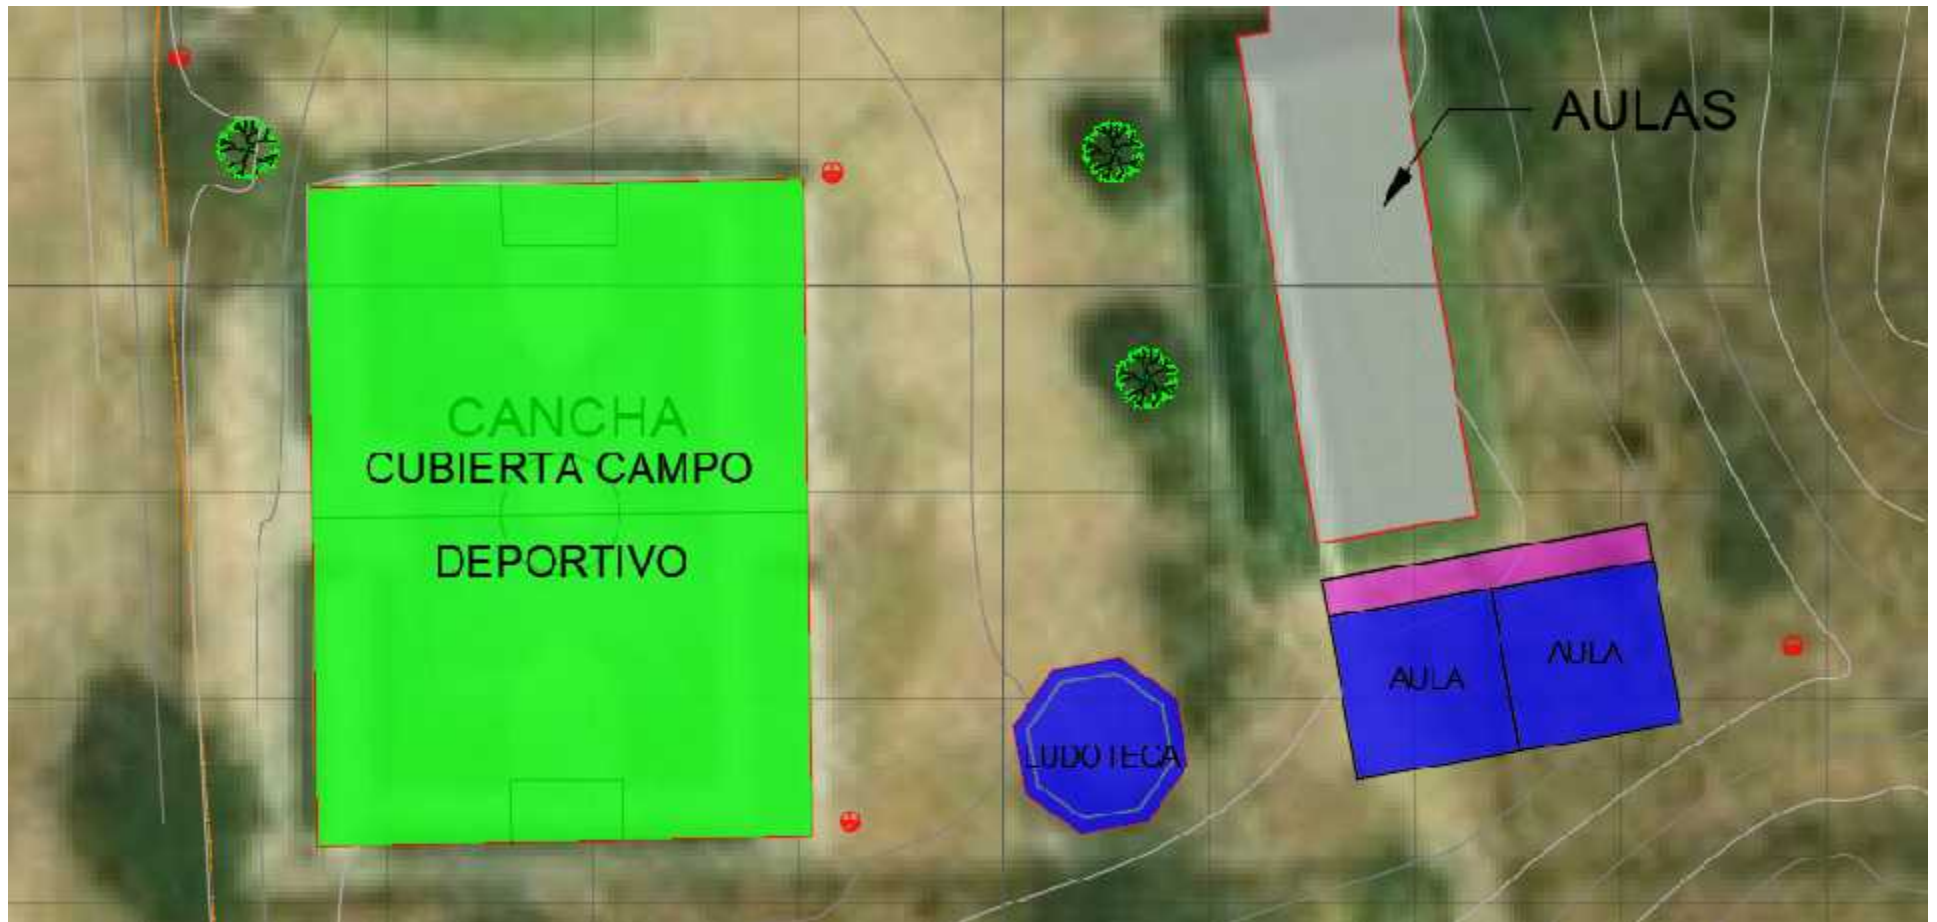 AULAS
CANCHA
CUBIERTA CAMPO
DEPORTIVO
AULA
AULA
LUDOTECA